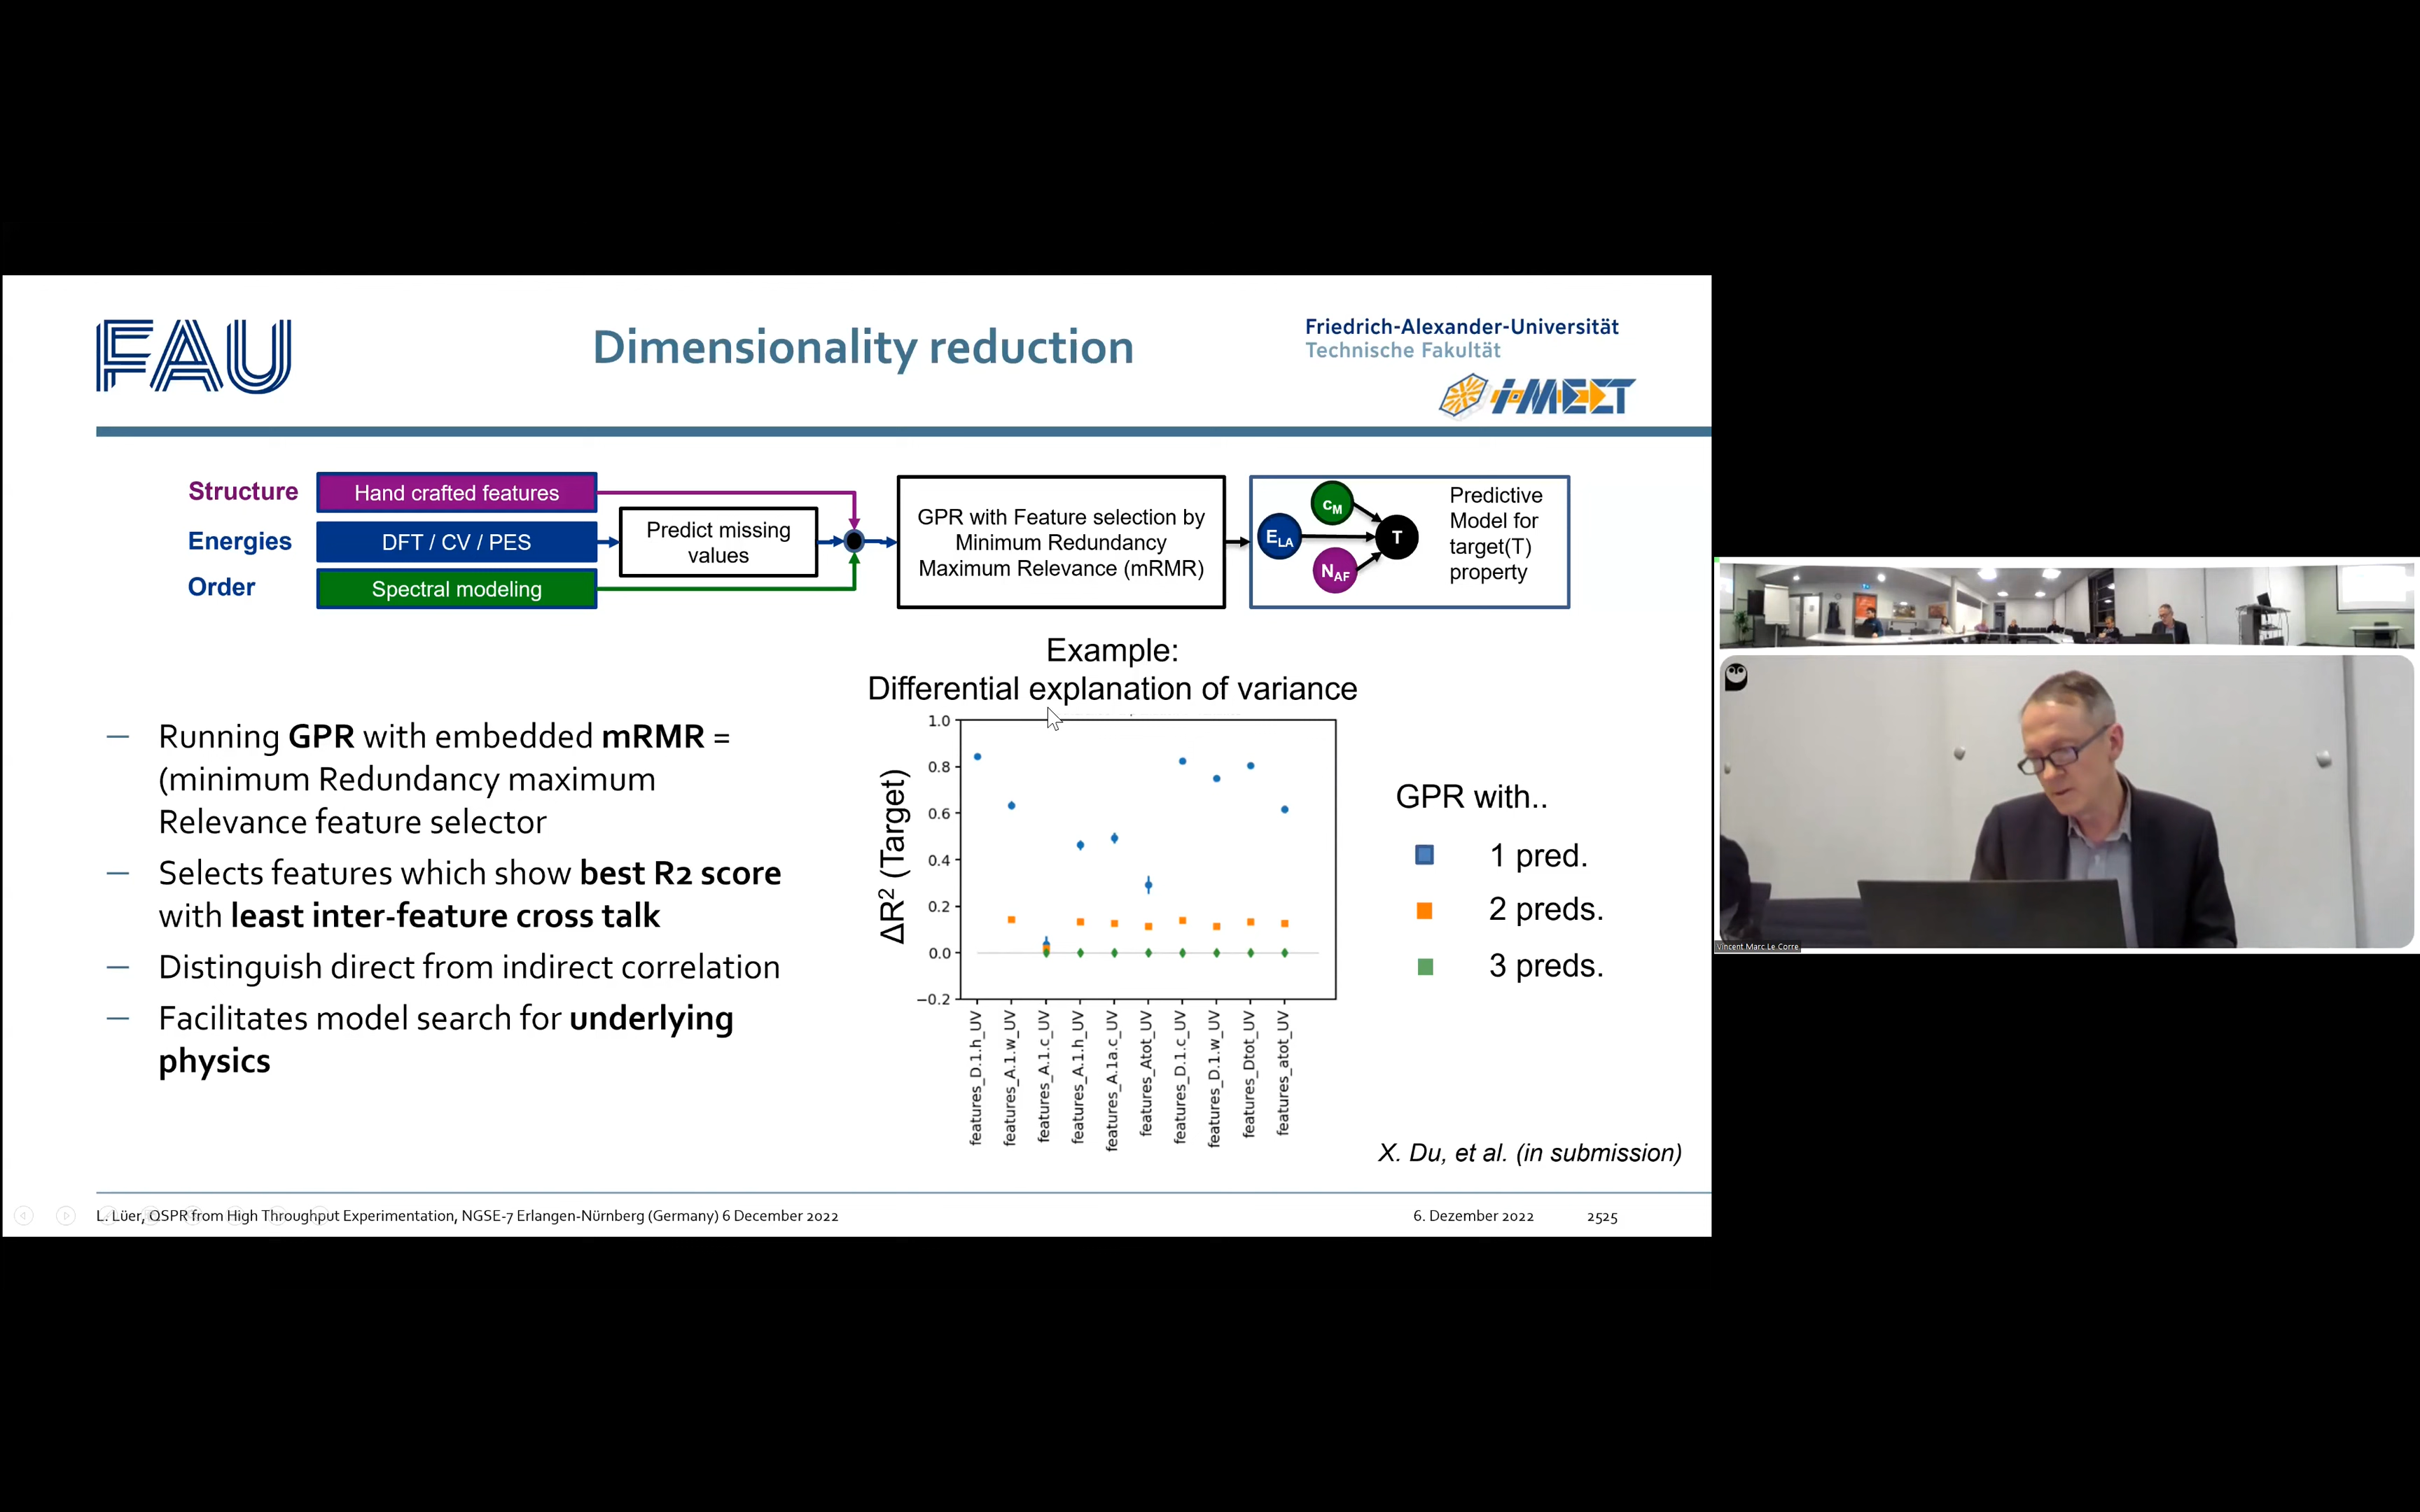 FAU
Dimensionality reduction
Friedrich-Alexander-Universität
Technische Fakultät
i-MEET
Structure
Hand crafted features
Energies
DFT / CV / PES
Order
Spectral modeling
Predict missing
values
GPR with Feature selection by
Minimum Redundancy
Maximum Relevance (mRMR)
cM
ELA
NAF
T
Predictive
Model for
target(T)
property
Example:
Differential explanation of variance
— Running GPR with embedded mRMR =
(minimum Redundancy maximum
Relevance feature selector
— Selects features which show best R2 score
with least inter-feature cross talk
— Distinguish direct from indirect correlation
— Facilitates model search for underlying
physics
ΔR² (Target)
1.0
0.8
0.6
0.4
0.2
0.0
−0.2
features_D.1.h_UV
features_A.1.w_UV
features_A.1.c_UV
features_A.1.h_UV
features_A.1a.c_UV
features_Atot_UV
features_D.1.c_UV
features_D.1.w_UV
features_Dtot_UV
features_atot_UV
GPR with..
1 pred.
2 preds.
3 preds.
X. Du, et al. (in submission)
L. Lüer, QSPR from High Throughput Experimentation, NGSE-7 Erlangen-Nürnberg (Germany) 6 December 2022
6. Dezember 2022
2525
Vincent Marc Le Corre